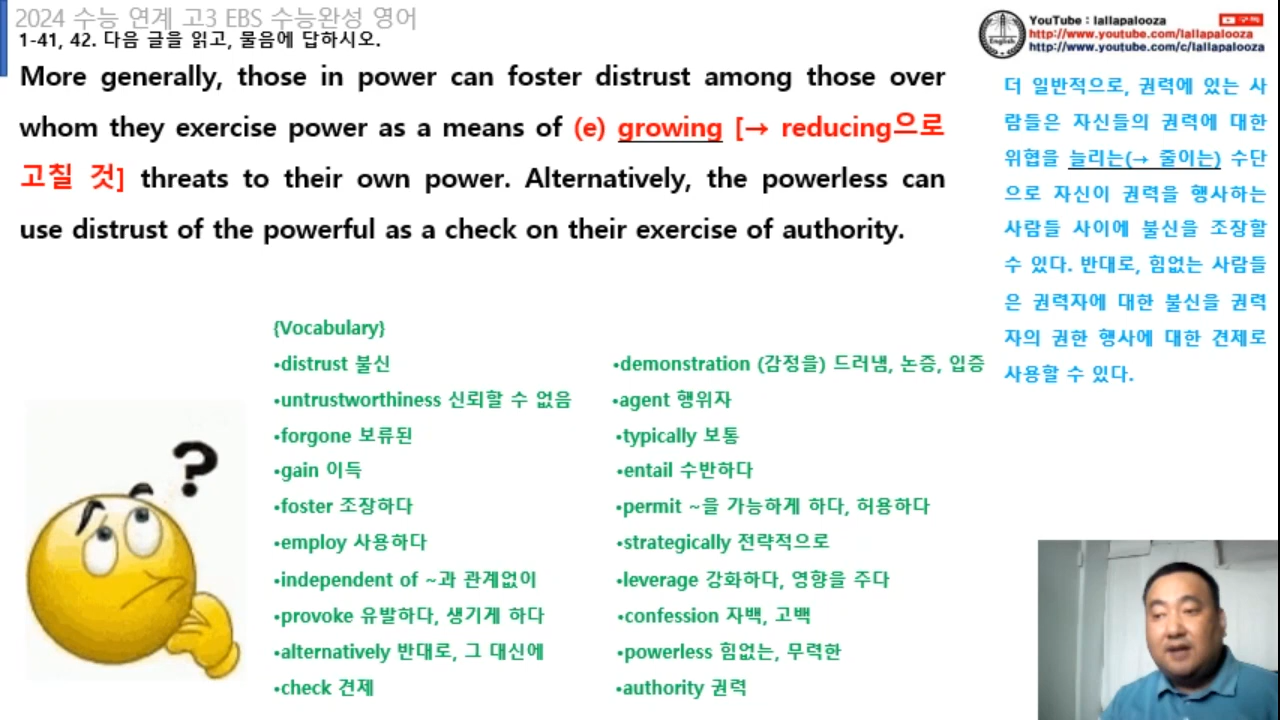 2024 수능 연계 고3 EBS 수능완성 영어
1-41, 42. 다음 글을 읽고, 물음에 답하시오.
More generally, those in power can foster distrust among those over
whom they exercise power as a means of (e) growing [→ reducing으로
고칠 것] threats to their own power. Alternatively, the powerless can
use distrust of the powerful as a check on their exercise of authority.
YouTube : lallapalooza
구독
http://www.youtube.com/lallapalooza
http://www.youtube.com/c/lallapalooza
English
더 일반적으로, 권력에 있는 사
람들은 자신들의 권력에 대한
위협을 늘리는(→ 줄이는) 수단
으로 자신이 권력을 행사하는
사람들 사이에 불신을 조장할
수 있다. 반대로, 힘없는 사람들
은 권력자에 대한 불신을 권력
자의 권한 행사에 대한 견제로
사용할 수 있다.
{Vocabulary}
•distrust 불신
•untrustworthiness 신뢰할 수 없음
•forgone 보류된
•gain 이득
•foster 조장하다
•employ 사용하다
•independent of ~과 관계없이
•provoke 유발하다, 생기게 하다
•alternatively 반대로, 그 대신에
•check 견제
•demonstration (감정을) 드러냄, 논증, 입증
•agent 행위자
•typically 보통
•entail 수반하다
•permit ~을 가능하게 하다, 허용하다
•strategically 전략적으로
•leverage 강화하다, 영향을 주다
•confession 자백, 고백
•powerless 힘없는, 무력한
•authority 권력
?